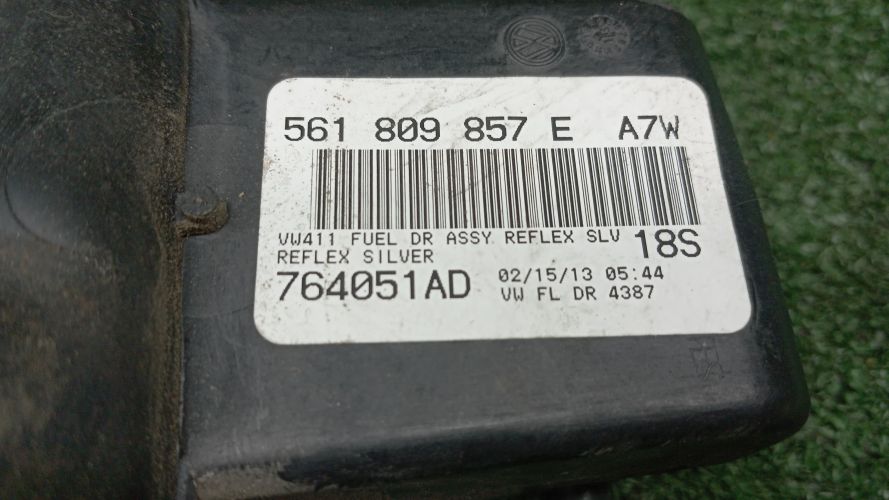 561 809 857 E A7W
VW411 FUEL DR ASSY REFLEX SLV
REFLEX SILVER
18S
764051AD
02/15/13 05:44
VW FL DR 4387